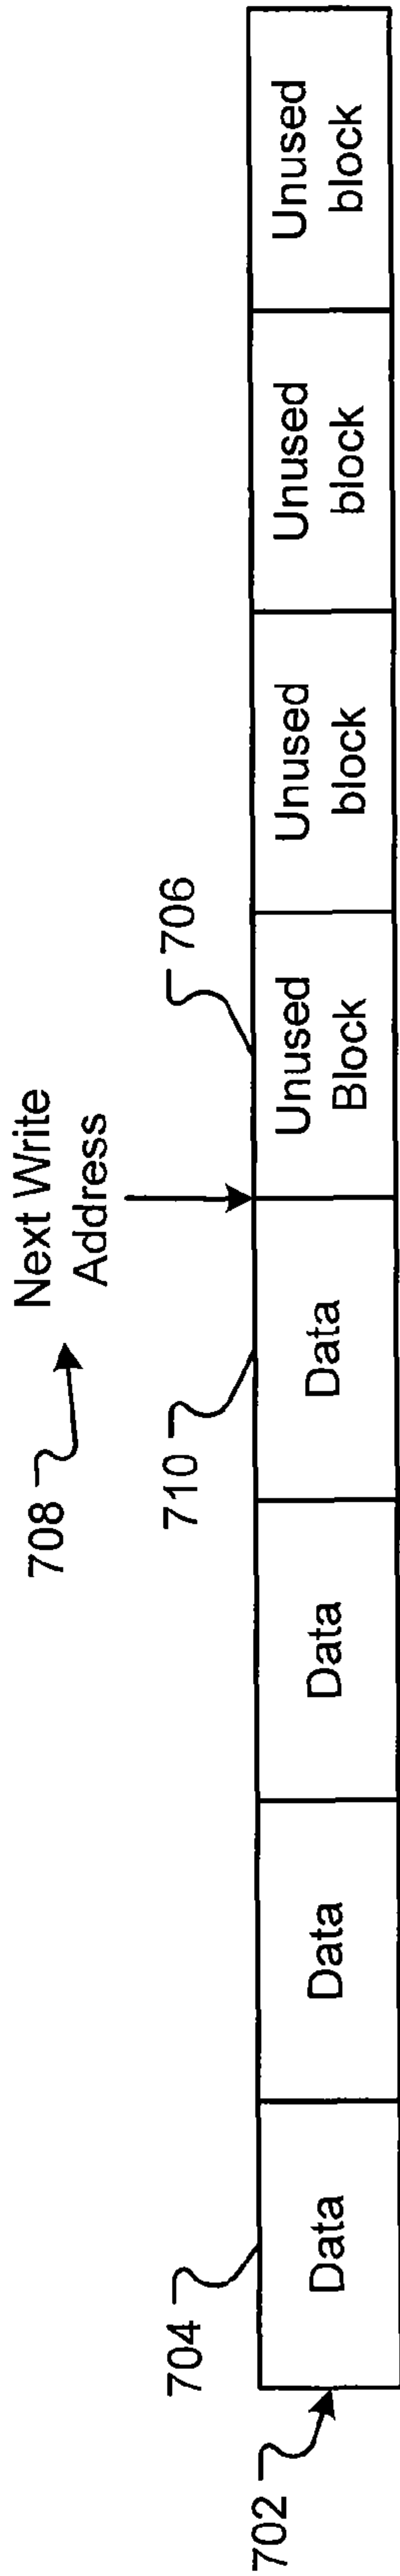 708
Next Write
Address
702
704
710
706
Data
Data
Data
Data
Unused
Block
Unused
block
Unused
block
Unused
block